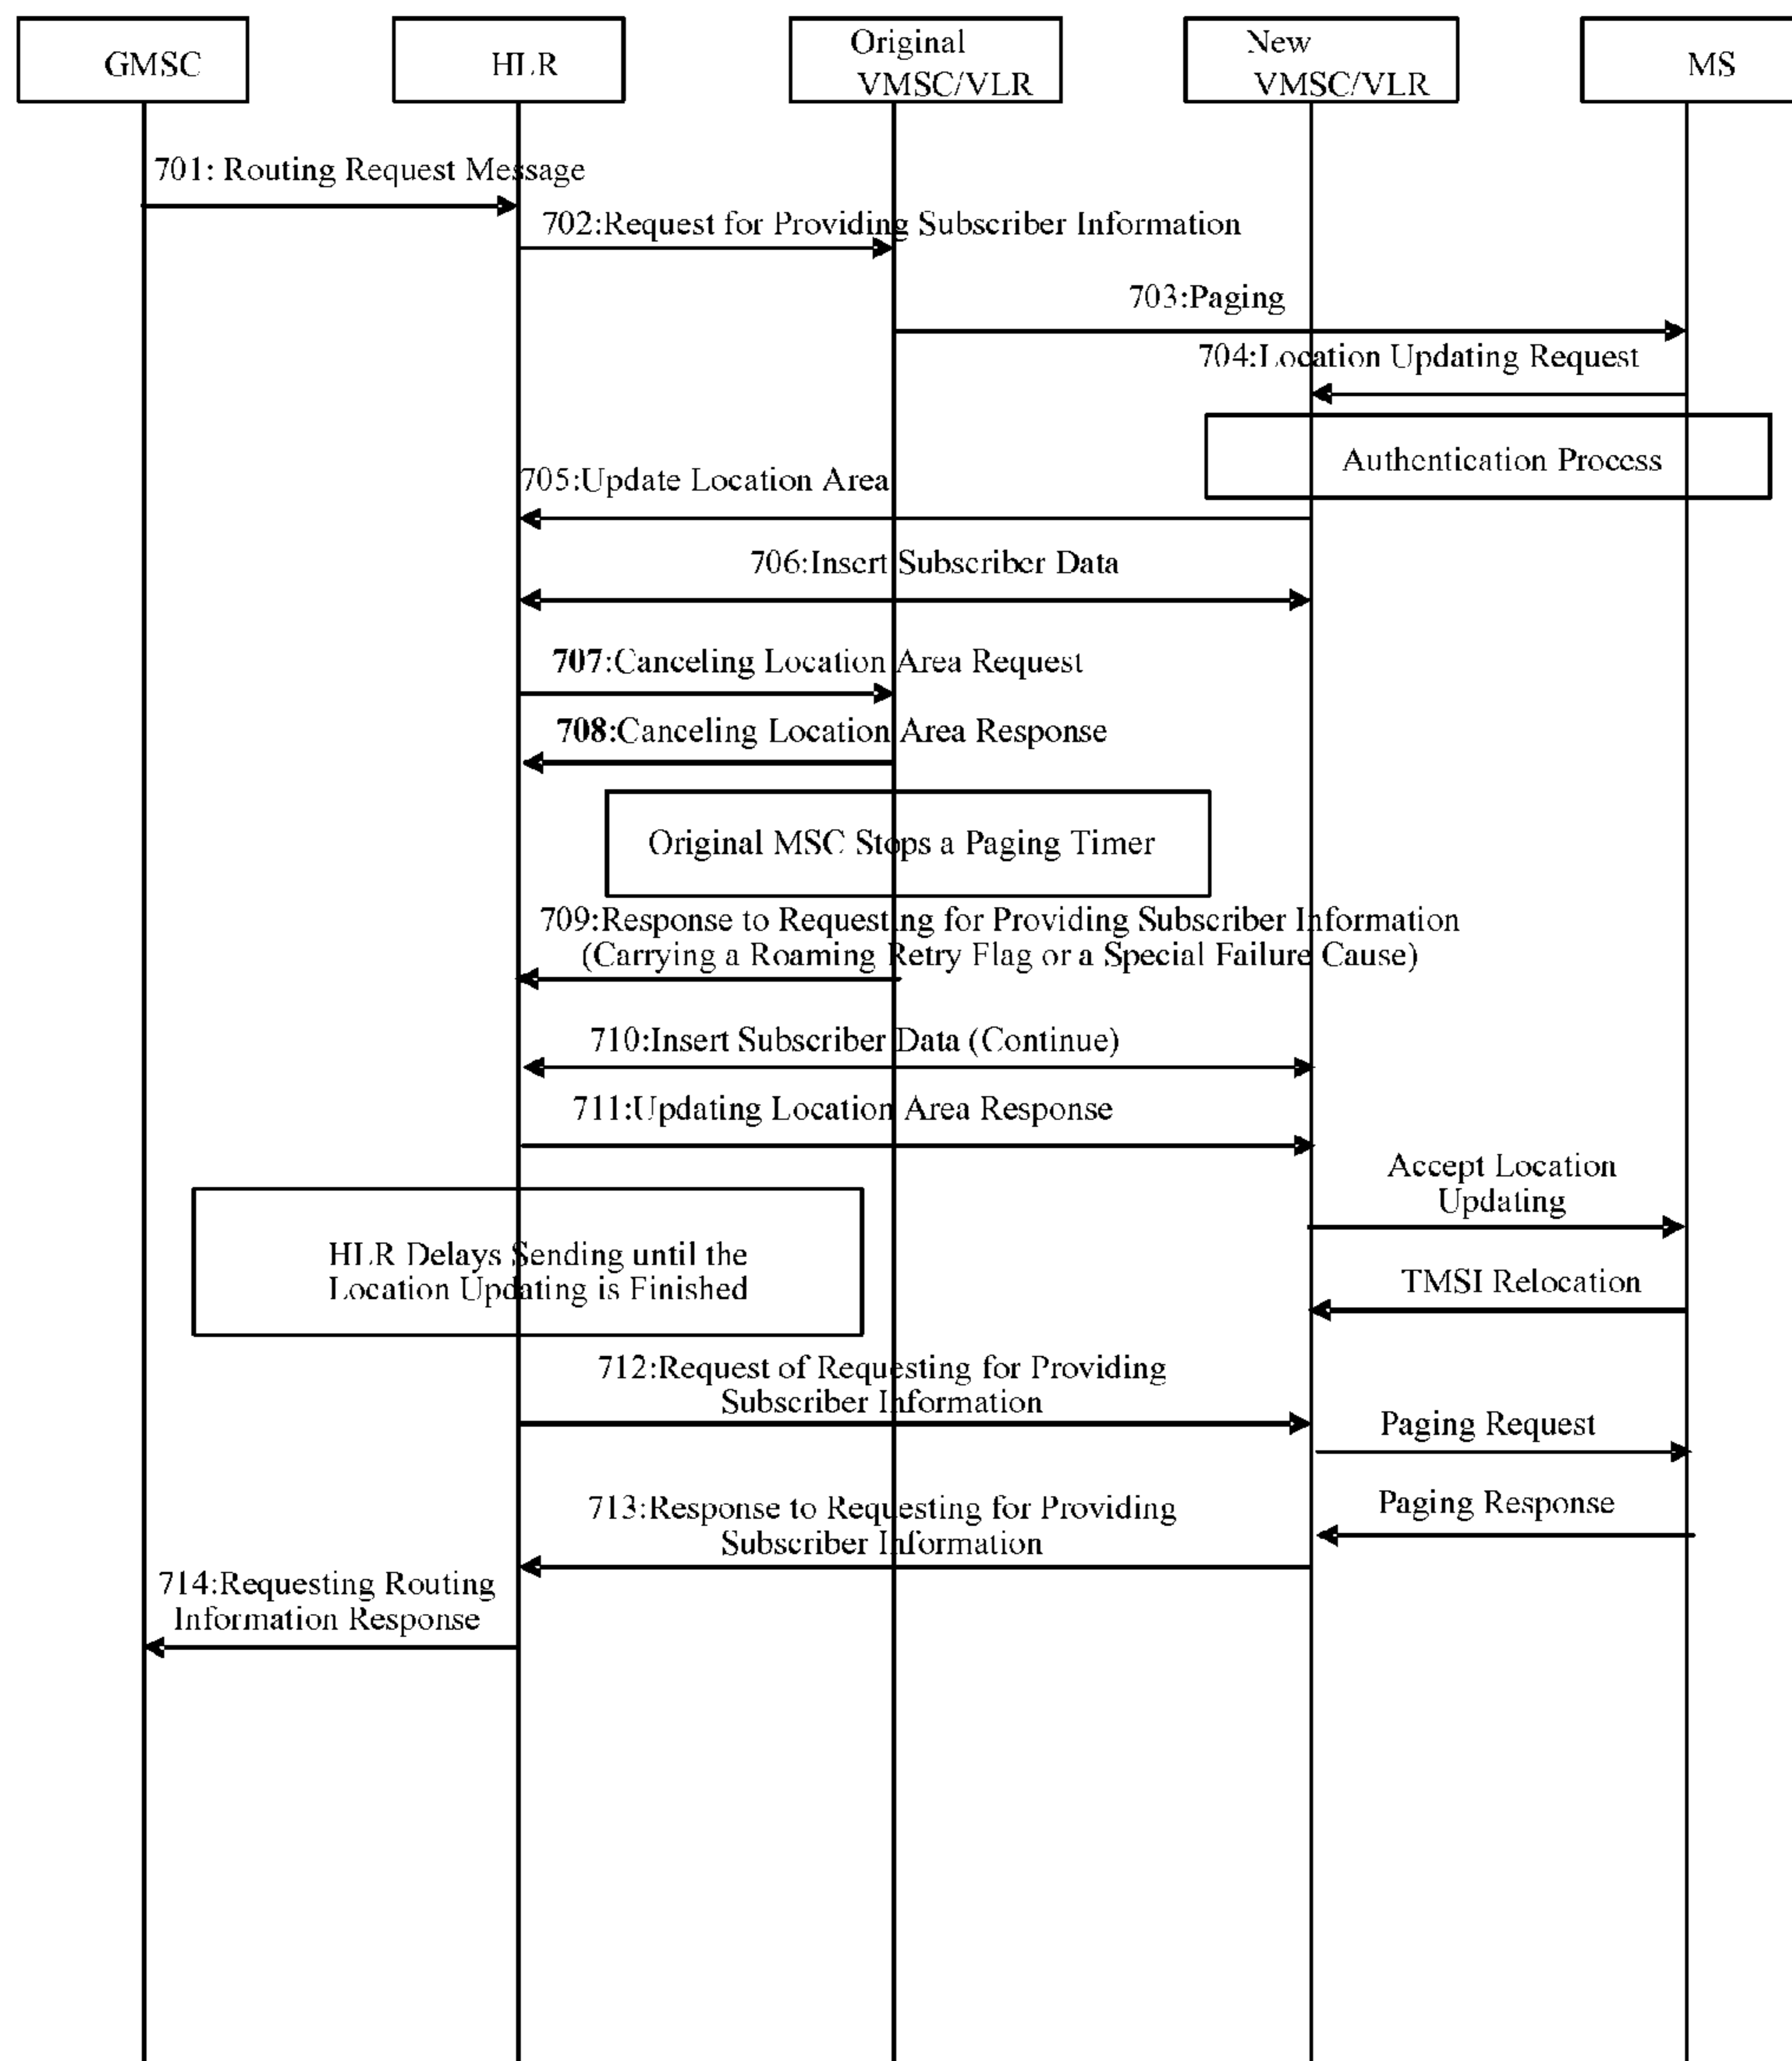 GMSC
HLR
Original
VMSC/VLR
New
VMSC/VLR
MS
701: Routing Request Message
702:Request for Providing Subscriber Information
703:Paging
704:Location Updating Request
Authentication Process
705:Update Location Area
706:Insert Subscriber Data
707:Canceling Location Area Request
708:Canceling Location Area Response
Original MSC Stops a Paging Timer
709:Response to Requesting for Providing Subscriber Information
(Carrying a Roaming Retry Flag or a Special Failure Cause)
710:Insert Subscriber Data (Continue)
711:Updating Location Area Response
Accept Location
Updating
HLR Delays Sending until the
Location Updating is Finished
TMSI Relocation
712:Request of Requesting for Providing
Subscriber Information
Paging Request
713:Response to Requesting for Providing
Subscriber Information
Paging Response
714:Requesting Routing
Information Response